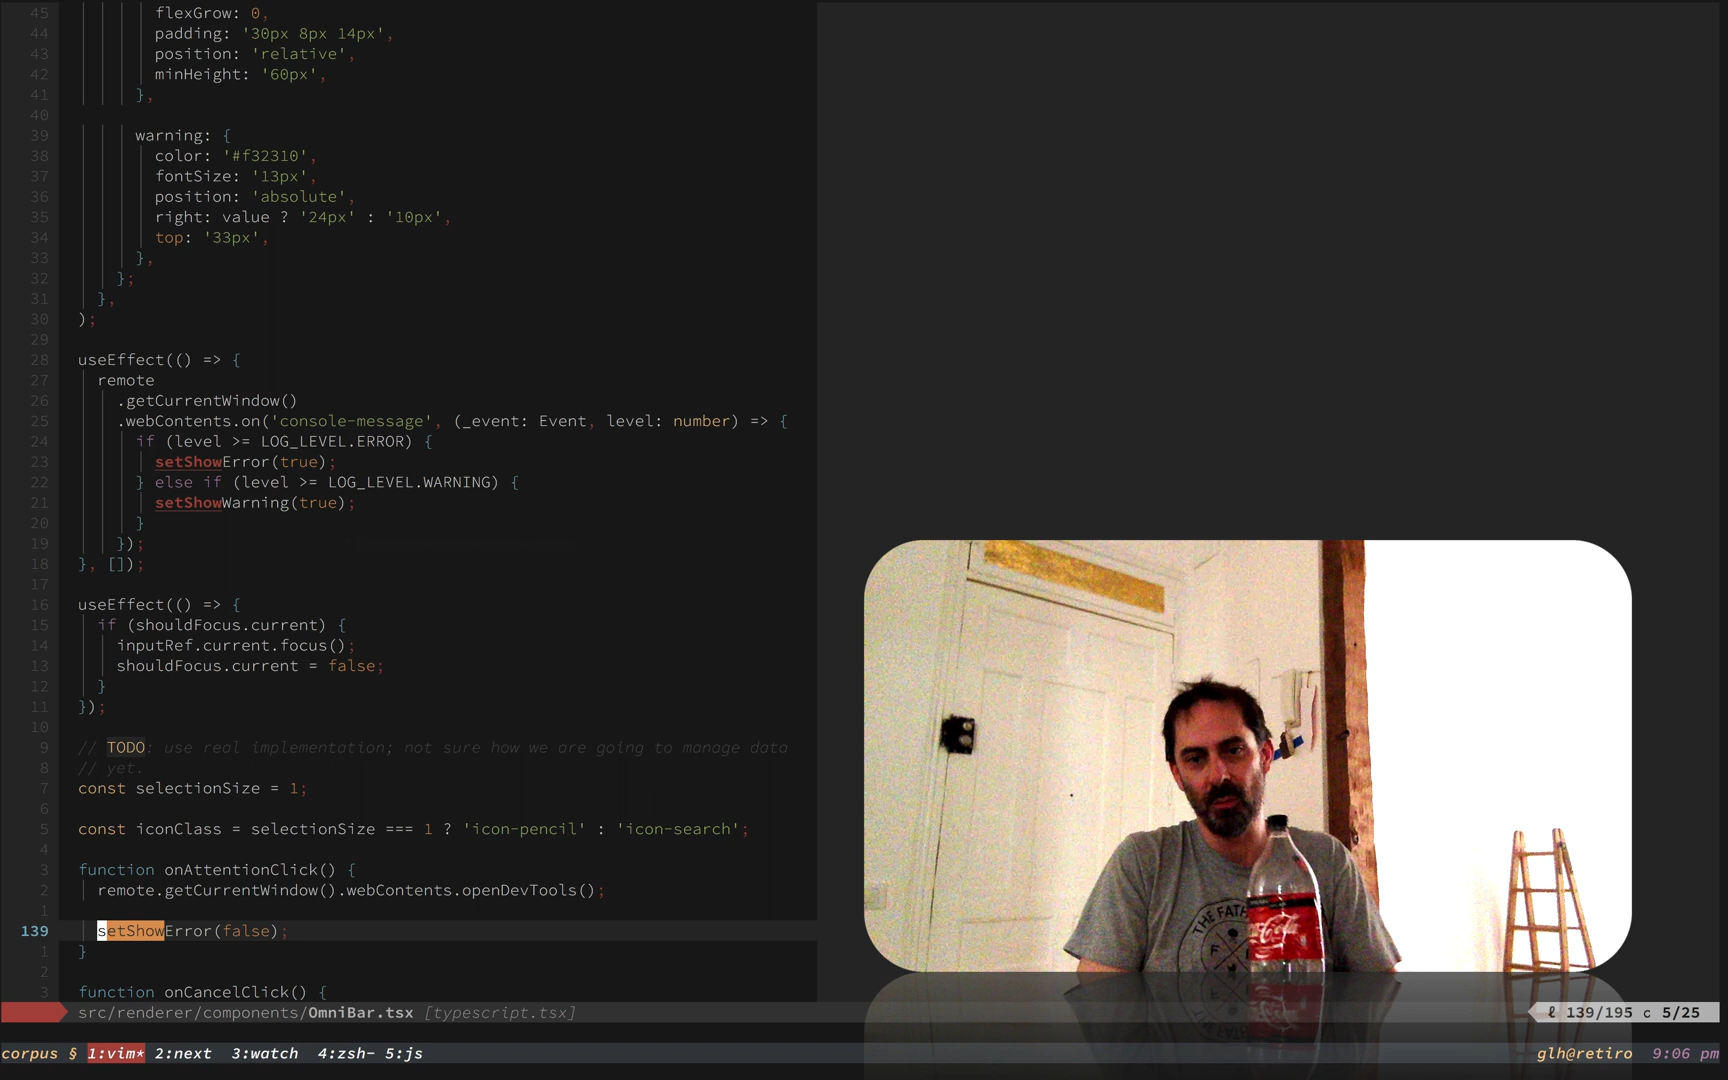 45 flexGrow: 0,
44 padding: '30px 8px 14px',
43 position: 'relative',
42 minHeight: '60px',
41 },
40
39 warning: {
38 color: '#f32310',
37 fontSize: '13px',
36 position: 'absolute',
35 right: value ? '24px' : '10px',
34 top: '33px',
33 },
32 };
31 },
30 );
29
28 useEffect(() => {
27 remote
26 .getCurrentWindow()
25 .webContents.on('console-message', (_event: Event, level: number) => {
24 if (level >= LOG_LEVEL.ERROR) {
23 setShowError(true);
22 } else if (level >= LOG_LEVEL.WARNING) {
21 setShowWarning(true);
20 }
19 });
18 }, []);
17
16 useEffect(() => {
15 if (shouldFocus.current) {
14 inputRef.current.focus();
13 shouldFocus.current = false;
12 }
11 });
10
9 // TODO: use real implementation; not sure how we are going to manage data
8 // yet.
7 const selectionSize = 1;
6
5 const iconClass = selectionSize === 1 ? 'icon-pencil' : 'icon-search';
4
3 function onAttentionClick() {
2 remote.getCurrentWindow().webContents.openDevTools();
1
139 setShowError(false);
1 }
2
3 function onCancelClick() {
src/renderer/components/OmniBar.tsx [typescript.tsx]
ℓ 139/195 c 5/25
corpus § 1:vim* 2:next 3:watch 4:zsh- 5:js
glh@retiro 9:06 pm
THE FATH
F
Coca-Cola